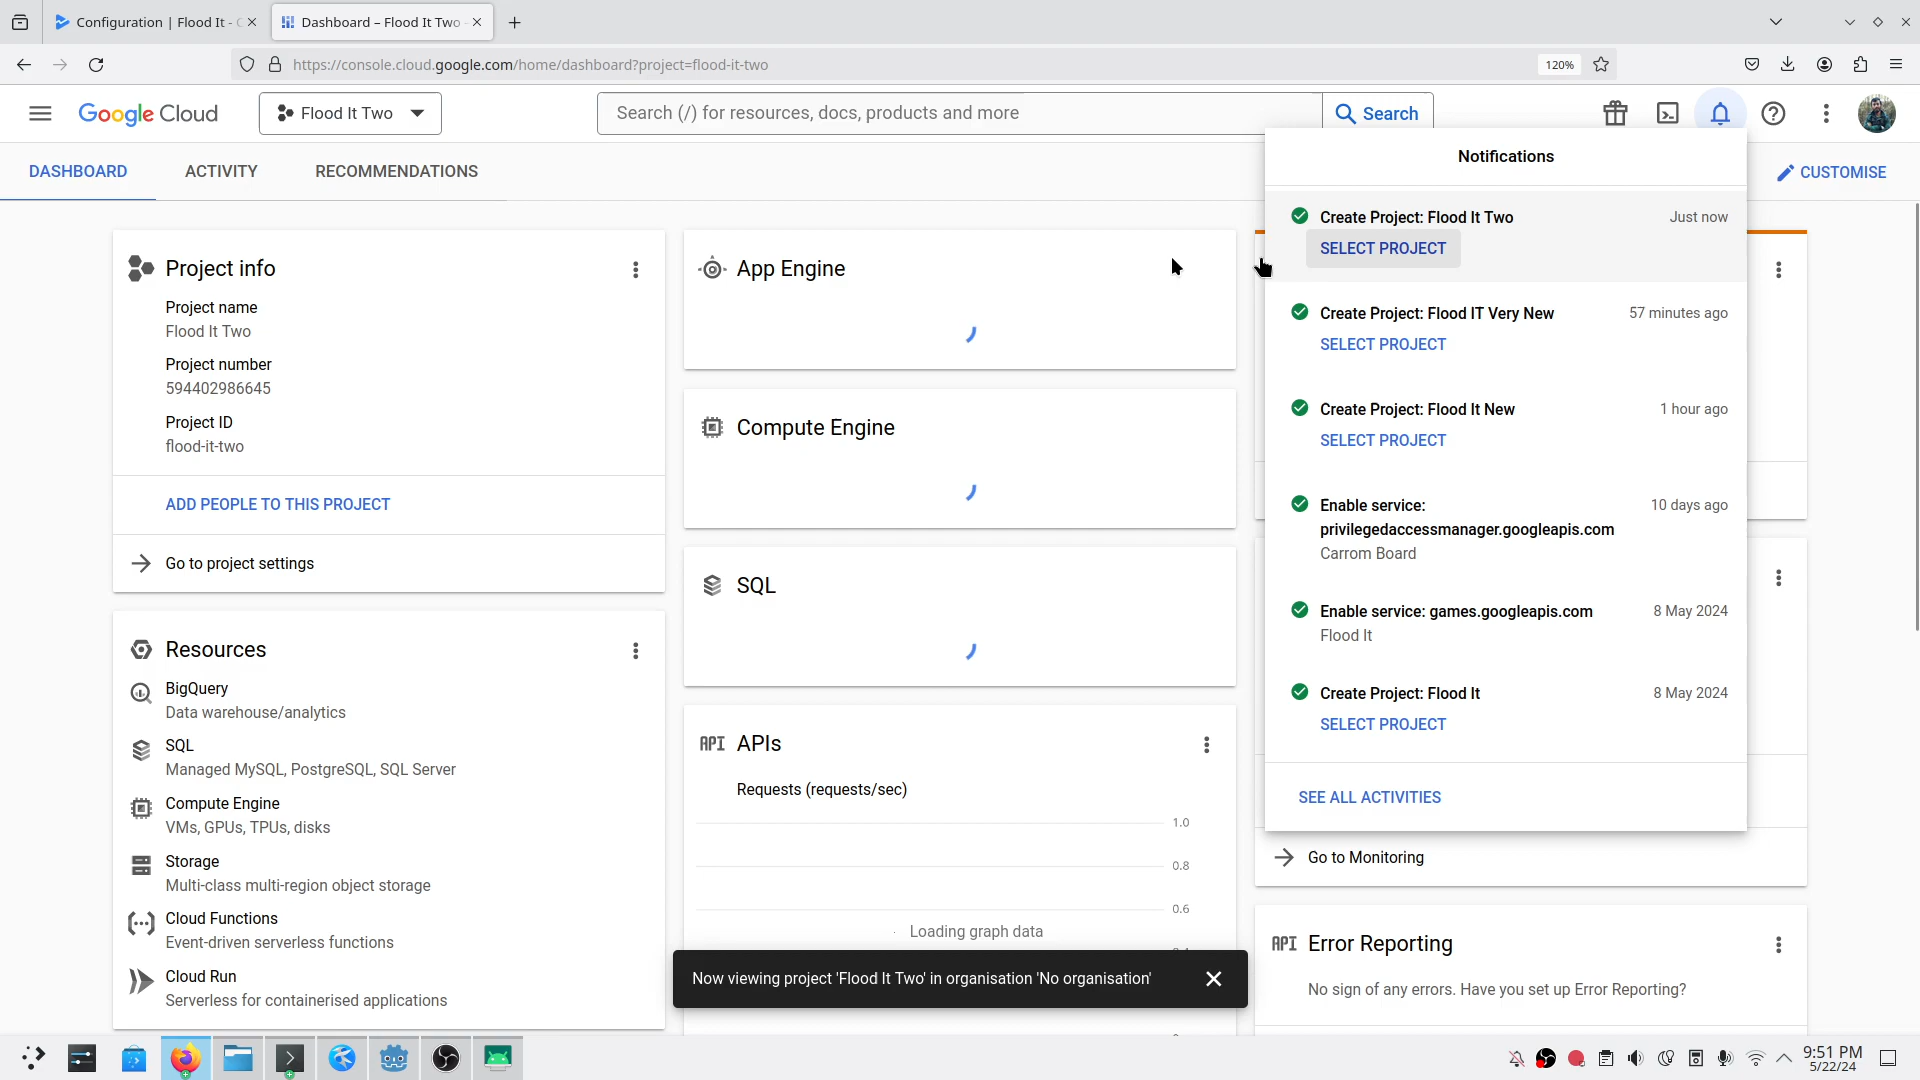 Configuration | Flood It -
Dashboard – Flood It Two
https://console.cloud.google.com/home/dashboard?project=flood-it-two
120%
Google Cloud
Flood It Two
Search (/) for resources, docs, products and more
Search
DASHBOARD
ACTIVITY
RECOMMENDATIONS
CUSTOMISE
Project info
Project name
Flood It Two
Project number
594402986645
Project ID
flood-it-two
ADD PEOPLE TO THIS PROJECT
Go to project settings
Resources
BigQuery
Data warehouse/analytics
SQL
Managed MySQL, PostgreSQL, SQL Server
Compute Engine
VMs, GPUs, TPUs, disks
Storage
Multi-class multi-region object storage
Cloud Functions
Event-driven serverless functions
Cloud Run
Serverless for containerised applications
App Engine
Compute Engine
SQL
API APIs
Requests (requests/sec)
1.0
0.8
0.6
Loading graph data
Now viewing project 'Flood It Two' in organisation 'No organisation'
Notifications
Create Project: Flood It Two
Just now
SELECT PROJECT
Create Project: Flood IT Very New
57 minutes ago
SELECT PROJECT
Create Project: Flood It New
1 hour ago
SELECT PROJECT
Enable service:
privilegedaccessmanager.googleapis.com
10 days ago
Carrom Board
Enable service: games.googleapis.com
8 May 2024
Flood It
Create Project: Flood It
8 May 2024
SELECT PROJECT
SEE ALL ACTIVITIES
Go to Monitoring
API Error Reporting
No sign of any errors. Have you set up Error Reporting?
9:51 PM
5/22/24